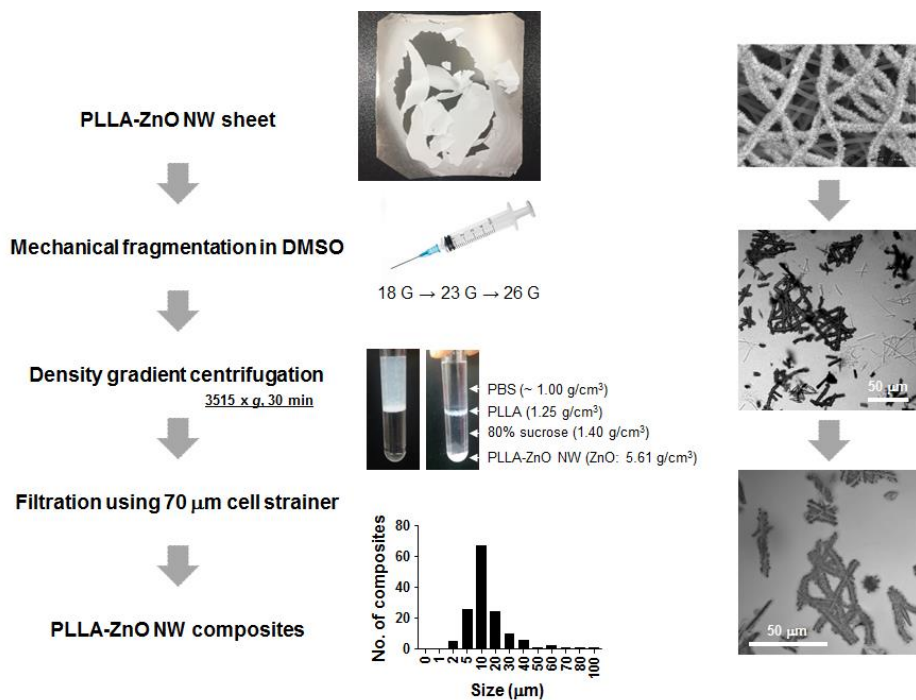 PLLA-ZnO NW sheet
Mechanical fragmentation in DMSO
18 G → 23 G → 26 G
Density gradient centrifugation
3515 x g, 30 min
PBS (~ 1.00 g/cm³)
PLLA (1.25 g/cm³)
80% sucrose (1.40 g/cm³)
PLLA-ZnO NW (ZnO: 5.61 g/cm³)
Filtration using 70 μm cell strainer
PLLA-ZnO NW composites
No. of composites
80
60
40
20
0
0 1 2 5 10 20 30 40 50 60 70 80 100
Size (μm)
50 μm
50 μm